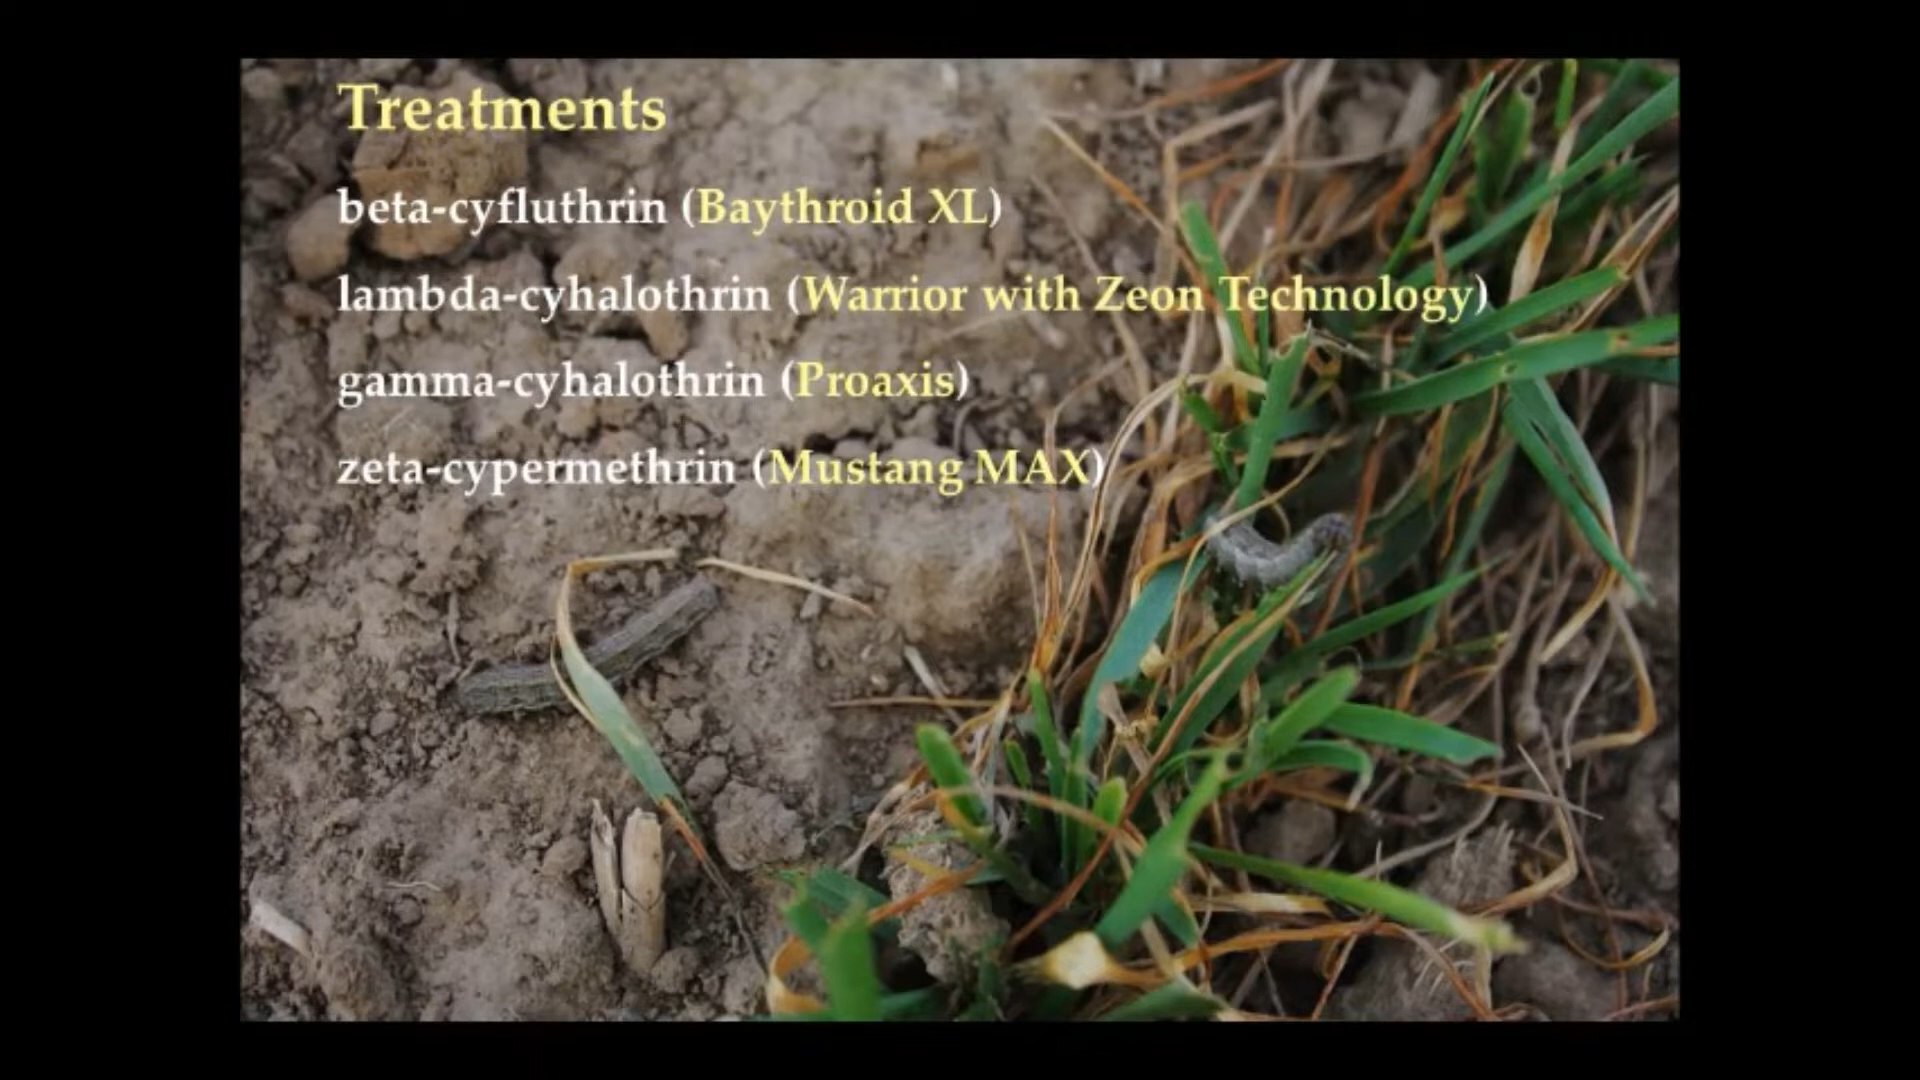 Treatments
beta-cyfluthrin (Baythroid XL)
lambda-cyhalothrin (Warrior with Zeon Technology)
gamma-cyhalothrin (Proaxis)
zeta-cypermethrin (Mustang MAX)